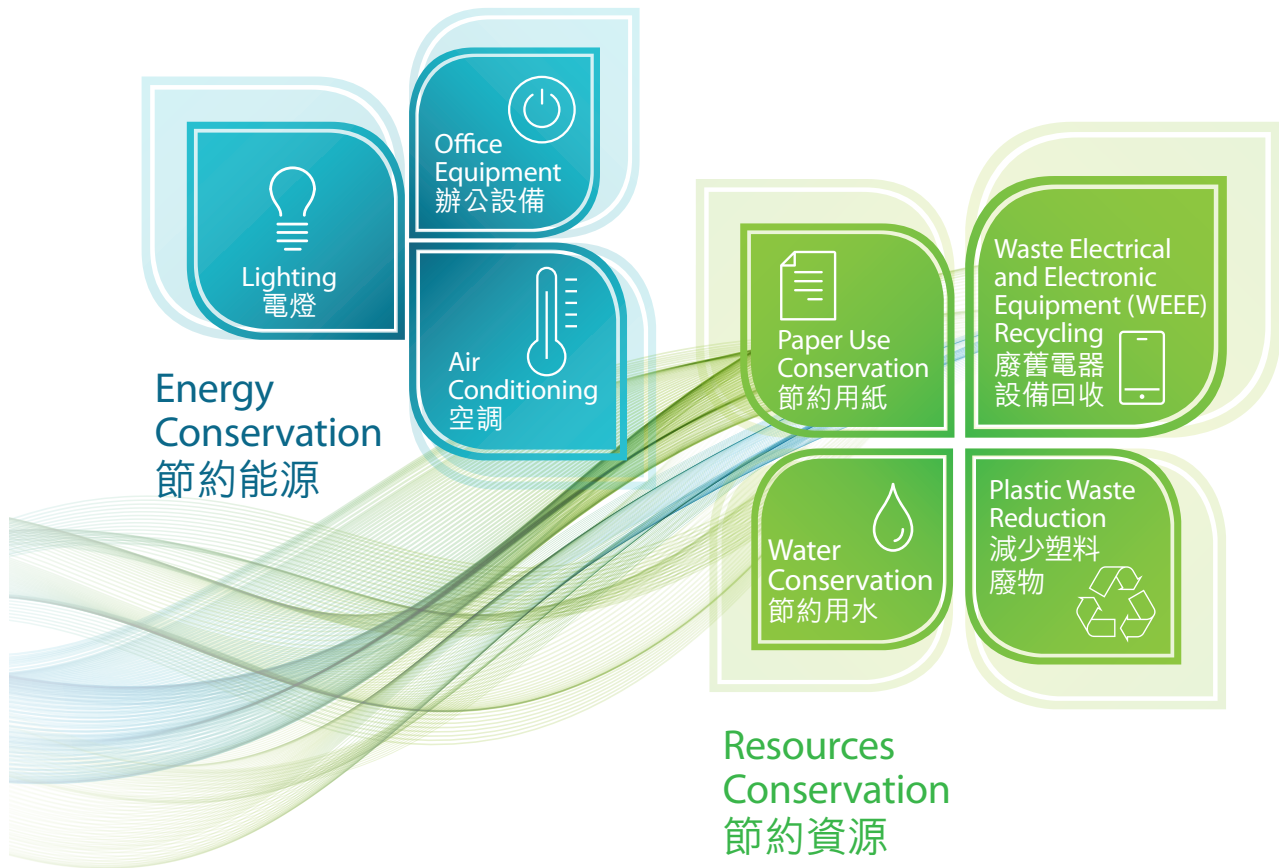 Office
Equipment
辦公設備
Lighting
電燈
Air
Conditioning
空調
Energy
Conservation
節約能源
Paper Use
Conservation
節約用紙
Waste Electrical
and Electronic
Equipment (WEEE)
Recycling
廢舊電器
設備回收
Water
Conservation
節約用水
Plastic Waste
Reduction
減少塑料
廢物
Resources
Conservation
節約資源